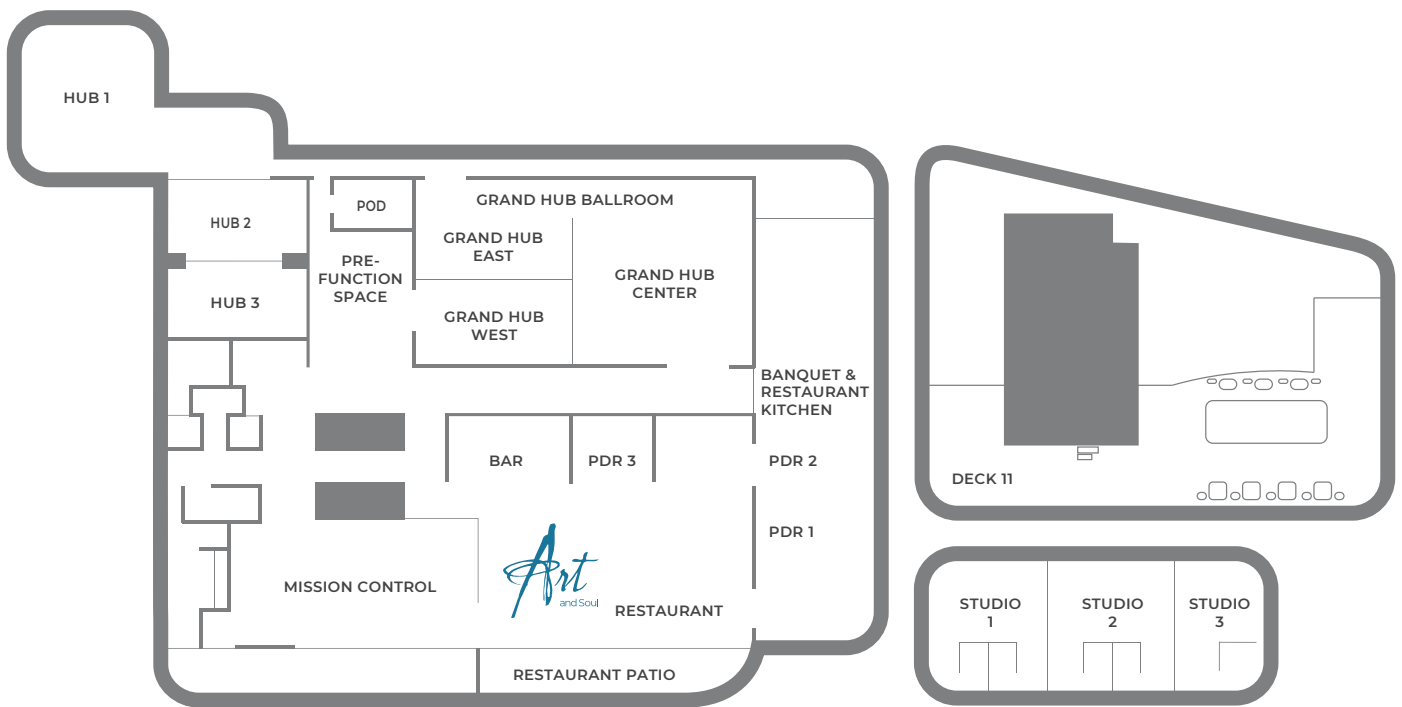 HUB 1
HUB 2
HUB 3
POD
PRE-
FUNCTION
SPACE
GRAND HUB BALLROOM
GRAND HUB
EAST
GRAND HUB
WEST
GRAND HUB
CENTER
BANQUET &
RESTAURANT
KITCHEN
BAR
PDR 3
PDR 2
PDR 1
MISSION CONTROL
Art
and Soul
RESTAURANT
RESTAURANT PATIO
DECK 11
STUDIO
1
STUDIO
2
STUDIO
3